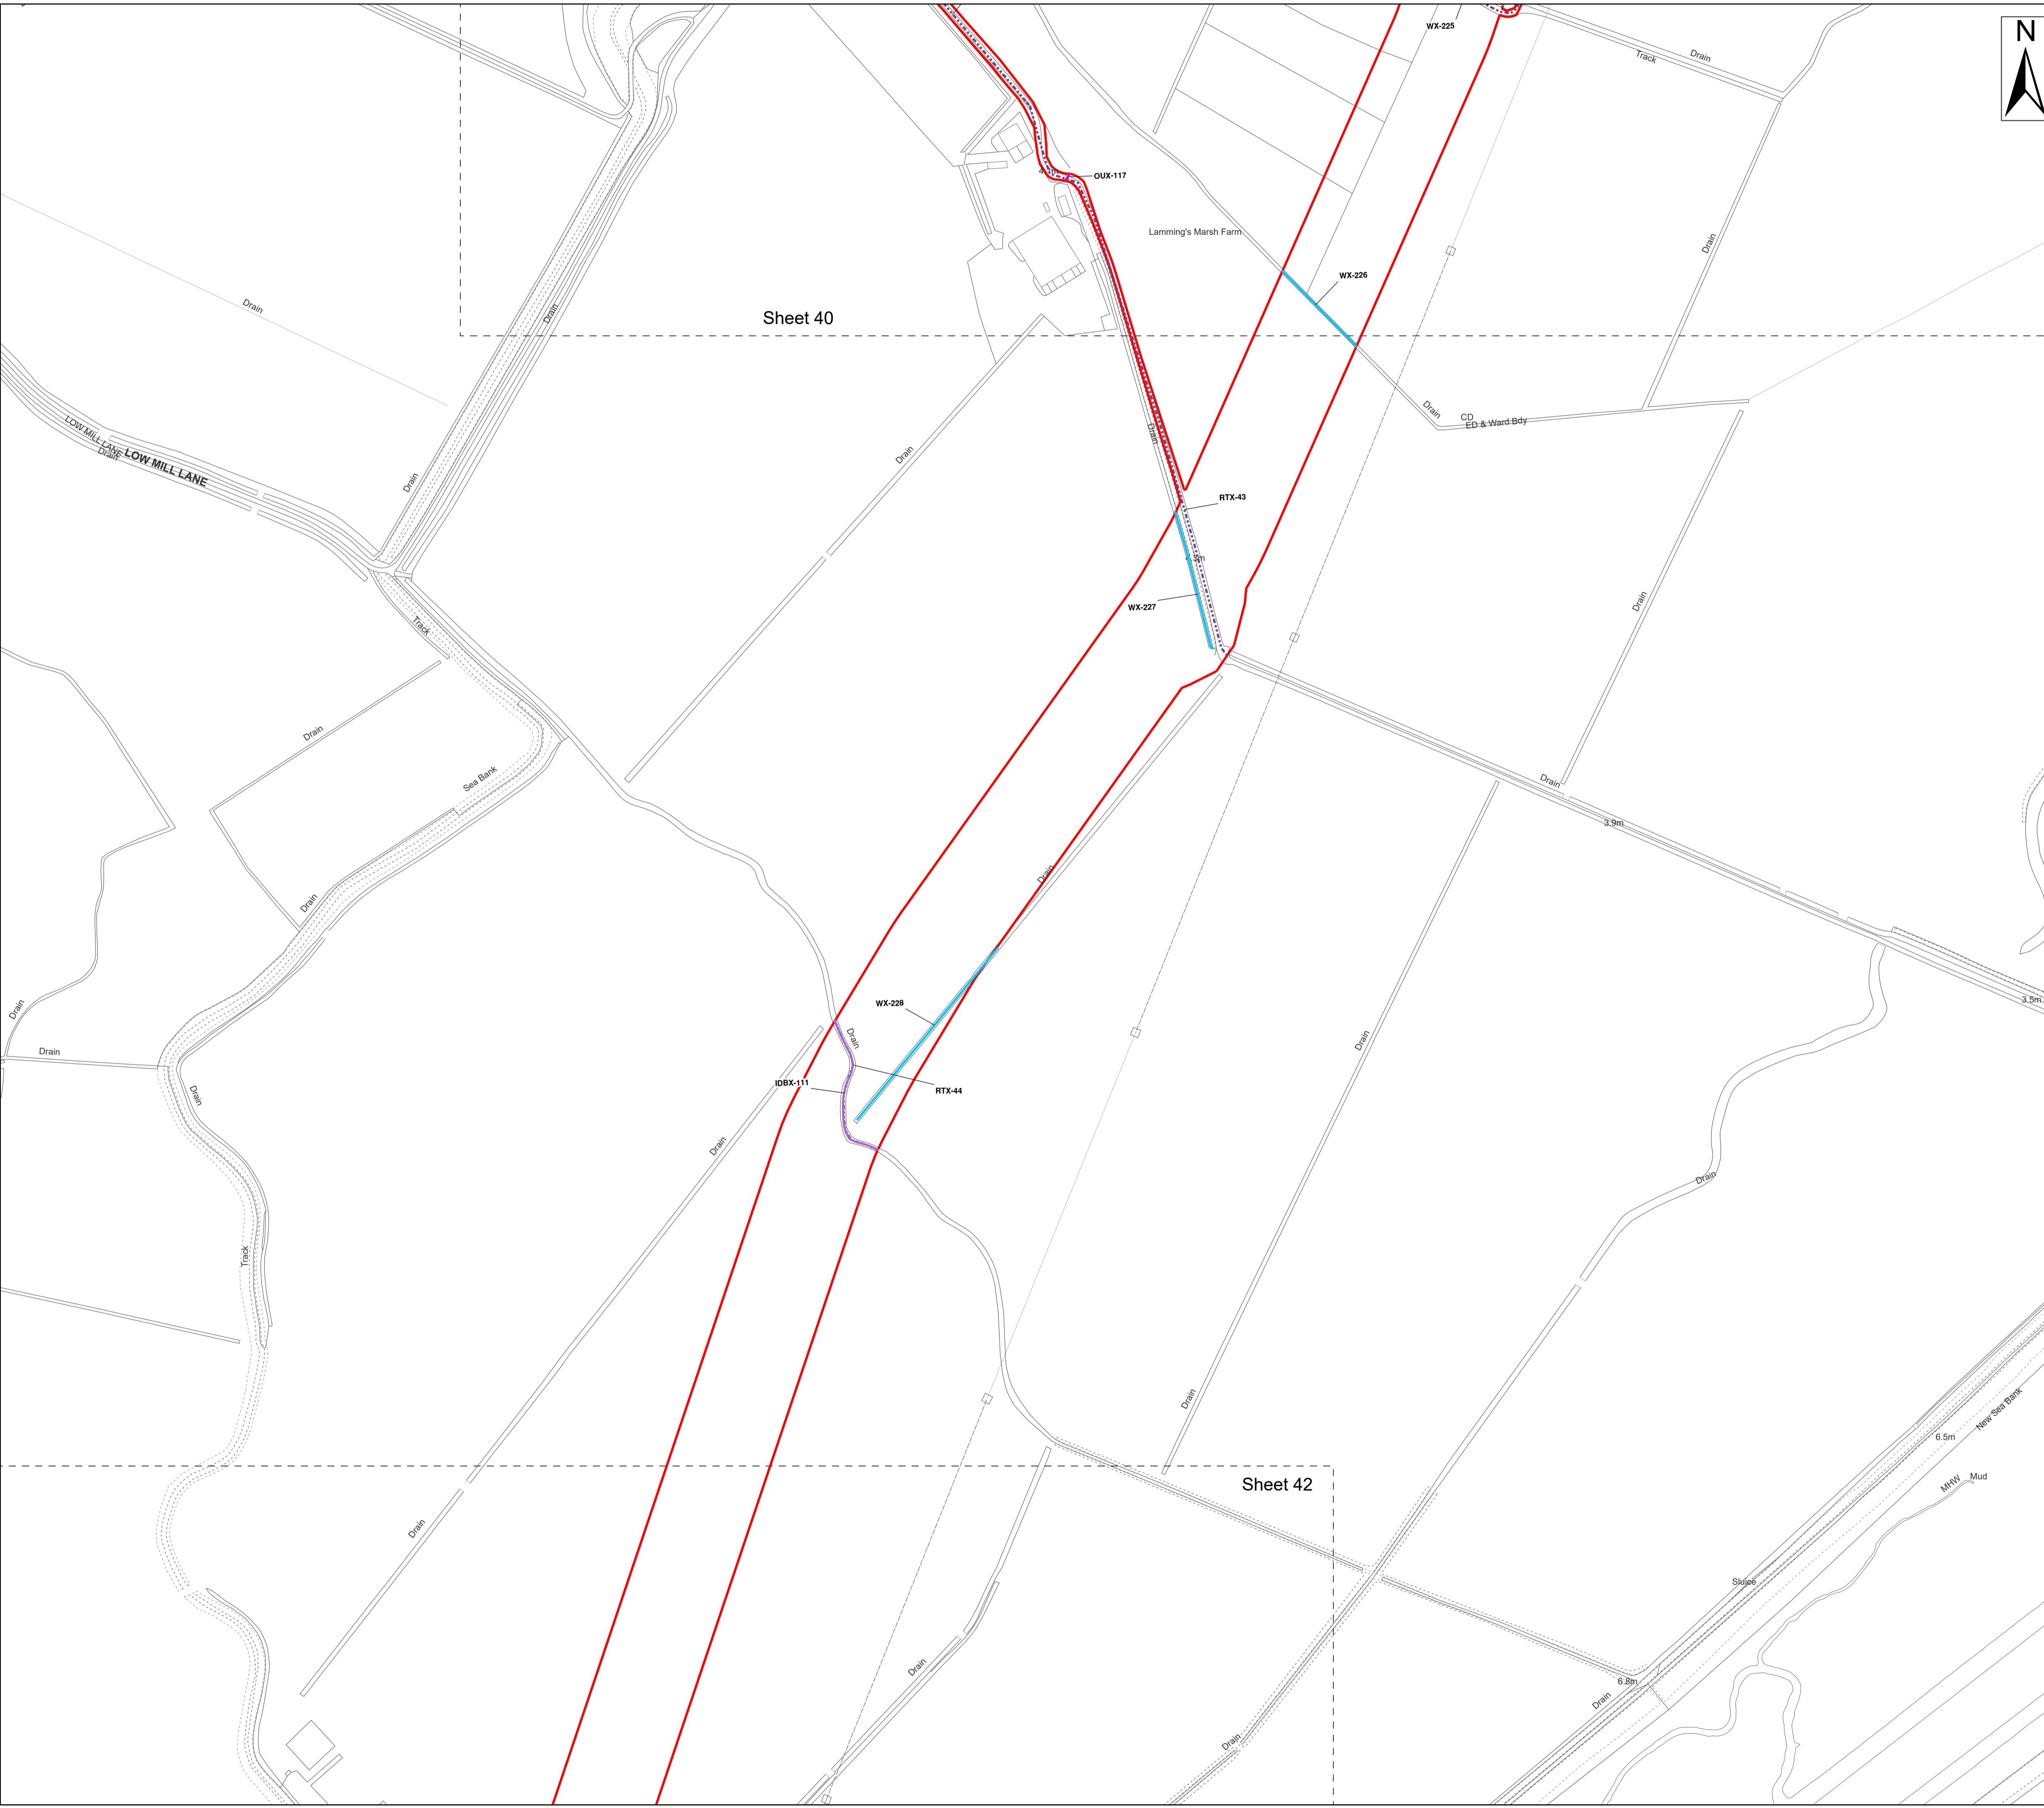 WX-225
N
Drain
Track
OUX-117
Lamming's Marsh Farm
Drain
WX-226
Drain
Drain
Sheet 40
Drain
CD
ED & Ward Bdy
LOW MILL LANE
Drain
LOW MILL LANE
Drain
Drain
Drain
RTX-43
WX-227
Drain
Track
Drain
Sea Bank
Drain
3.9m
Drain
Drain
WX-228
3.5m
Drain
Drain
Drain
Drain
IDBX-111
RTX-44
Drain
Drain
Drain
Track
Drain
New Sea Bank
6.5m
Mud
MHW
Sheet 42
Drain
Sluice
Drain
6.8m
Drain
Drain